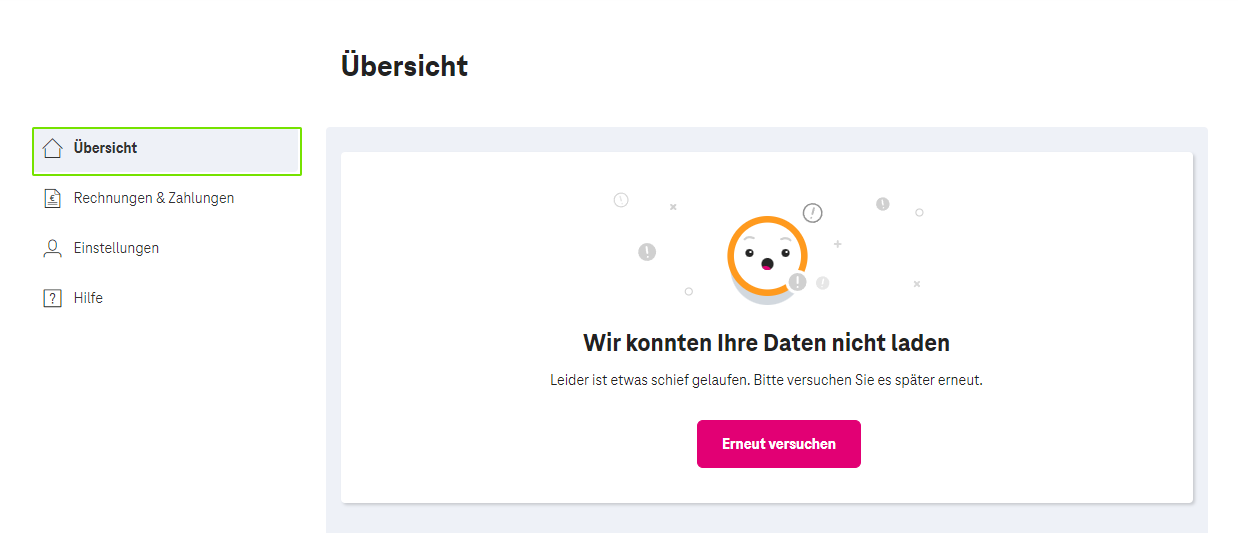 Übersicht
Übersicht
Rechnungen & Zahlungen
Einstellungen
Hilfe
Wir konnten Ihre Daten nicht laden
Leider ist etwas schief gelaufen. Bitte versuchen Sie es später erneut.
Erneut versuchen